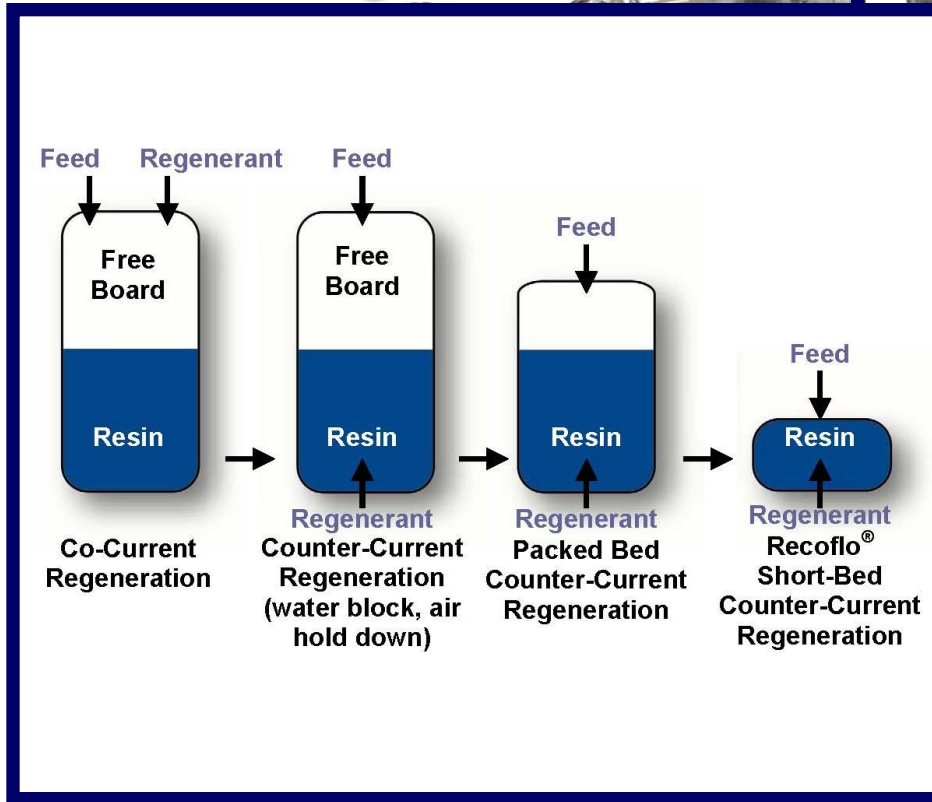 Feed Regenerant
Free
Board
Resin
Co-Current
Regeneration
Feed
Free
Board
Resin
Regenerant
Counter-Current
Regeneration
(water block, air
hold down)
Feed
Resin
Regenerant
Packed Bed
Counter-Current
Regeneration
Feed
Resin
Regenerant
Recoflo®
Short-Bed
Counter-Current
Regeneration